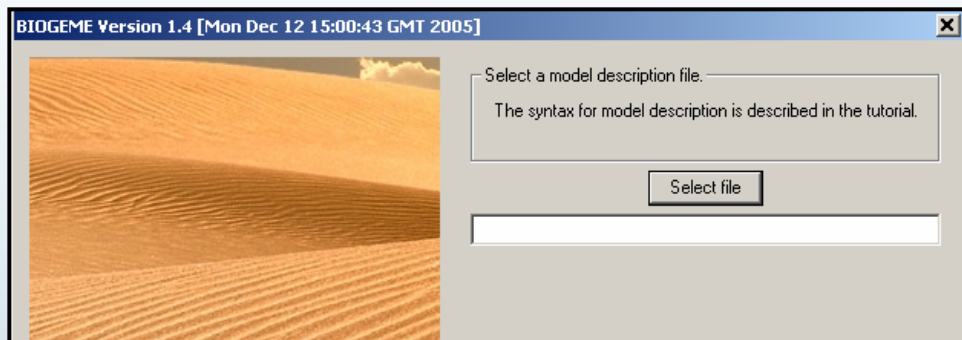 BIOGEME Version 1.4 [Mon Dec 12 15:00:43 GMT 2005]
Select a model description file.
The syntax for model description is described in the tutorial.
Select file